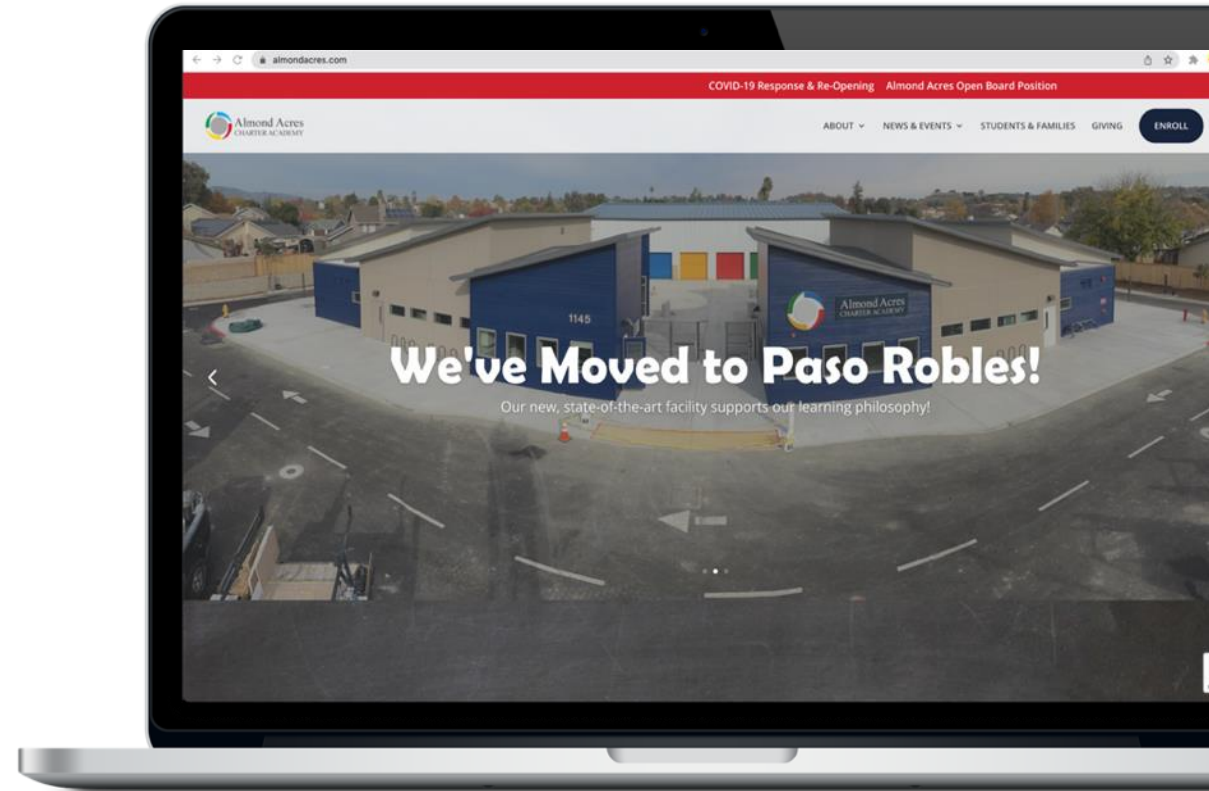 almondacres.com
COVID-19 Response & Re-Opening Almond Acres Open Board Position
Almond Acres
CHARTER ACADEMY
ABOUT NEWS & EVENTS STUDENTS & FAMILIES GIVING ENROLL
1145
Almond Acres
CHARTER ACADEMY
We've Moved to Paso Robles!
Our new, state-of-the-art facility supports our learning philosophy!